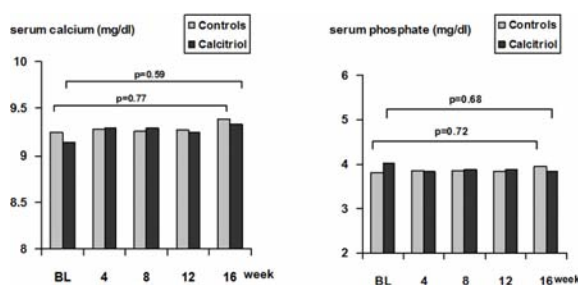 serum calcium (mg/dl)
Controls
Calcitriol
10
9.5
9
8.5
8
p=0.59
p=0.77
BL 4 8 12 16 week
serum phosphate (mg/dl)
Controls
Calcitriol
6
5
4
3
2
p=0.68
p=0.72
BL 4 8 12 16 week